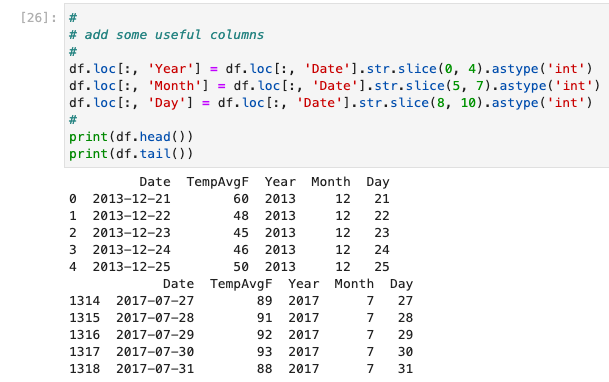 [26]: #
# add some useful columns
#
df.loc[:, 'Year'] = df.loc[:, 'Date'].str.slice(0, 4).astype('int')
df.loc[:, 'Month'] = df.loc[:, 'Date'].str.slice(5, 7).astype('int')
df.loc[:, 'Day'] = df.loc[:, 'Date'].str.slice(8, 10).astype('int')
#
print(df.head())
print(df.tail())
Date TempAvgF Year Month Day
0 2013-12-21 60 2013 12 21
1 2013-12-22 48 2013 12 22
2 2013-12-23 45 2013 12 23
3 2013-12-24 46 2013 12 24
4 2013-12-25 50 2013 12 25
Date TempAvgF Year Month Day
1314 2017-07-27 89 2017 7 27
1315 2017-07-28 91 2017 7 28
1316 2017-07-29 92 2017 7 29
1317 2017-07-30 93 2017 7 30
1318 2017-07-31 88 2017 7 31